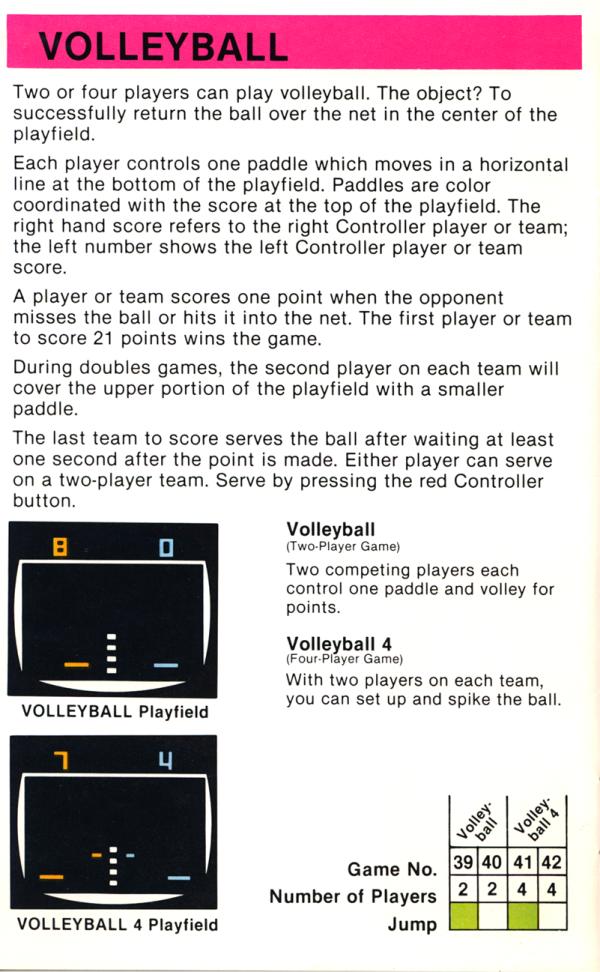 VOLLEYBALL
Two or four players can play volleyball. The object? To
successfully return the ball over the net in the center of the
playfield.
Each player controls one paddle which moves in a horizontal
line at the bottom of the playfield. Paddles are color
coordinated with the score at the top of the playfield. The
right hand score refers to the right Controller player or team;
the left number shows the left Controller player or team
score.
A player or team scores one point when the opponent
misses the ball or hits it into the net. The first player or team
to score 21 points wins the game.
During doubles games, the second player on each team will
cover the upper portion of the playfield with a smaller
paddle.
The last team to score serves the ball after waiting at least
one second after the point is made. Either player can serve
on a two-player team. Serve by pressing the red Controller
button.
8 0
VOLLEYBALL Playfield
Volleyball
(Two-Player Game)
Two competing players each
control one paddle and volley for
points.
Volleyball 4
(Four-Player Game)
With two players on each team,
you can set up and spike the ball.
7 4
VOLLEYBALL 4 Playfield
Volley-
ball
Volley-
ball 4
Game No. 39 40 41 42
Number of Players 2 2 4 4
Jump